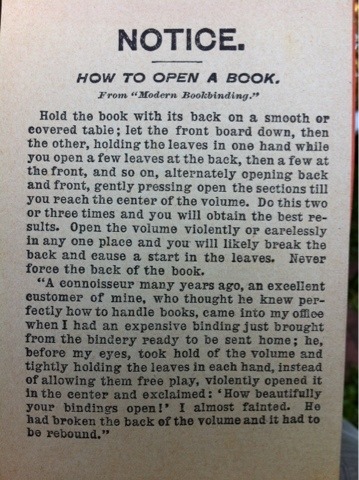 NOTICE.
HOW TO OPEN A BOOK.
From "Modern Bookbinding."
Hold the book with its back on a smooth or
covered table; let the front board down, then
the other, holding the leaves in one hand while
you open a few leaves at the back, then a few at
the front, and so on, alternately opening back
and front, gently pressing open the sections till
you reach the center of the volume. Do this two
or three times and you will obtain the best re-
sults. Open the volume violently or carelessly
in any one place and you will likely break the
back and cause a start in the leaves. Never
force the back of the book.
"A connoisseur many years ago, an excellent
customer of mine, who thought he knew per-
fectly how to handle books, came into my office
when I had an expensive binding just brought
from the bindery ready to be sent home; he,
before my eyes, took hold of the volume and
tightly holding the leaves in each hand, instead
of allowing them free play, violently opened it
in the center and exclaimed: 'How beautifully
your bindings open!' I almost fainted. He
had broken the back of the volume and it had to
be rebound."